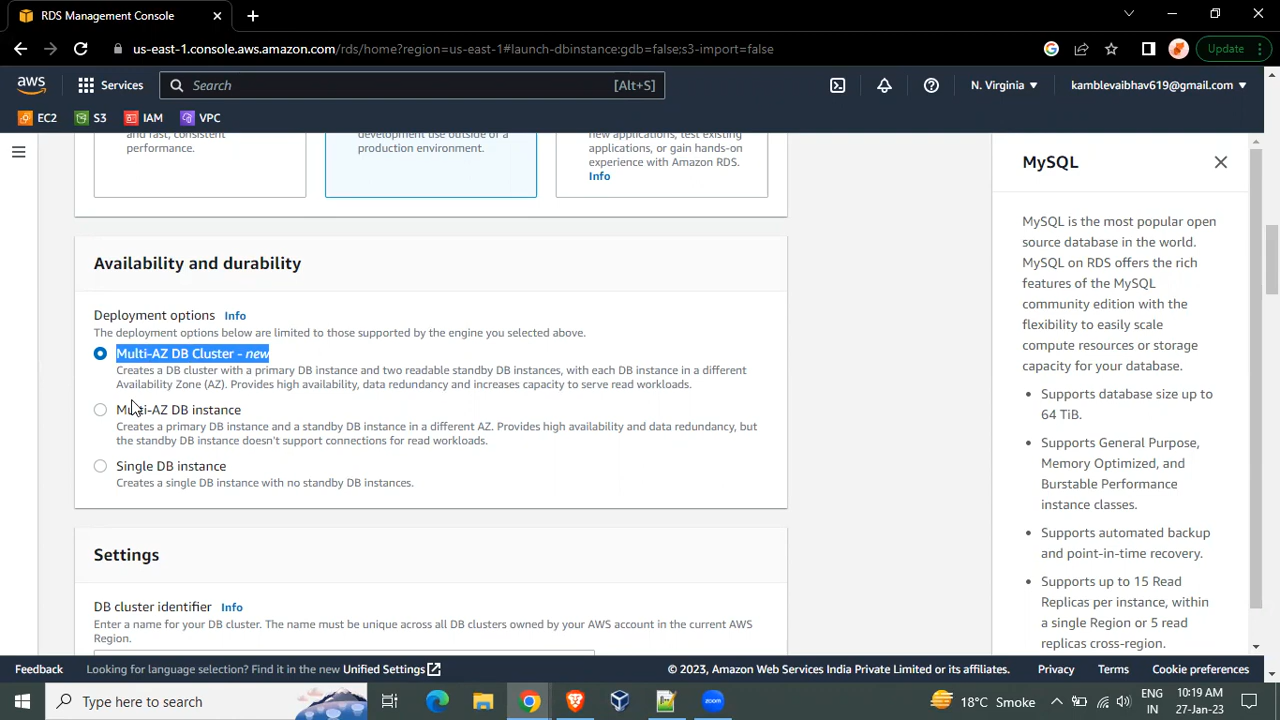 RDS Management Console
us-east-1.console.aws.amazon.com/rds/home?region=us-east-1#launch-dbinstance:gdb=false;s3-import=false
Update
aws
Services
Search
[Alt+S]
N. Virginia
kamblevaibhav619@gmail.com
EC2
S3
IAM
VPC
and fast, consistent
performance.
development use outside of a
production environment.
new applications, test existing
applications, or gain hands-on
experience with Amazon RDS.
Info
Availability and durability
Deployment options Info
The deployment options below are limited to those supported by the engine you selected above.
Multi-AZ DB Cluster - new
Creates a DB cluster with a primary DB instance and two readable standby DB instances, with each DB instance in a different
Availability Zone (AZ). Provides high availability, data redundancy and increases capacity to serve read workloads.
Multi-AZ DB instance
Creates a primary DB instance and a standby DB instance in a different AZ. Provides high availability and data redundancy, but
the standby DB instance doesn't support connections for read workloads.
Single DB instance
Creates a single DB instance with no standby DB instances.
Settings
DB cluster identifier Info
Enter a name for your DB cluster. The name must be unique across all DB clusters owned by your AWS account in the current AWS
Region.
MySQL
MySQL is the most popular open
source database in the world.
MySQL on RDS offers the rich
features of the MySQL
community edition with the
flexibility to easily scale
compute resources or storage
capacity for your database.
• Supports database size up to
64 TiB.
• Supports General Purpose,
Memory Optimized, and
Burstable Performance
instance classes.
• Supports automated backup
and point-in-time recovery.
• Supports up to 15 Read
Replicas per instance, within
a single Region or 5 read
replicas cross-region.
Feedback
Looking for language selection? Find it in the new Unified Settings
© 2023, Amazon Web Services India Private Limited or its affiliates.
Privacy
Terms
Cookie preferences
Type here to search
zoom
18°C Smoke
ENG
IN
10:19 AM
27-Jan-23